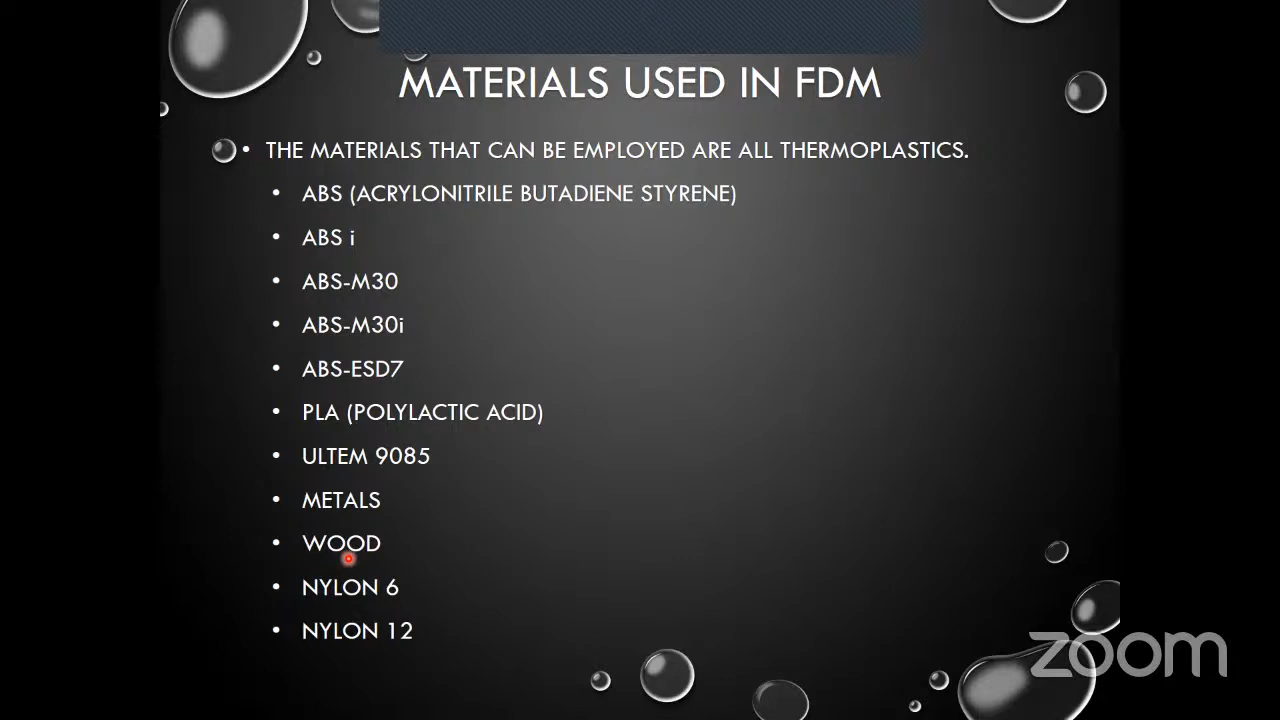 MATERIALS USED IN FDM
• THE MATERIALS THAT CAN BE EMPLOYED ARE ALL THERMOPLASTICS.
• ABS (ACRYLONITRILE BUTADIENE STYRENE)
• ABS i
• ABS-M30
• ABS-M30i
• ABS-ESD7
• PLA (POLYLACTIC ACID)
• ULTEM 9085
• METALS
• WOOD
• NYLON 6
• NYLON 12
zoom